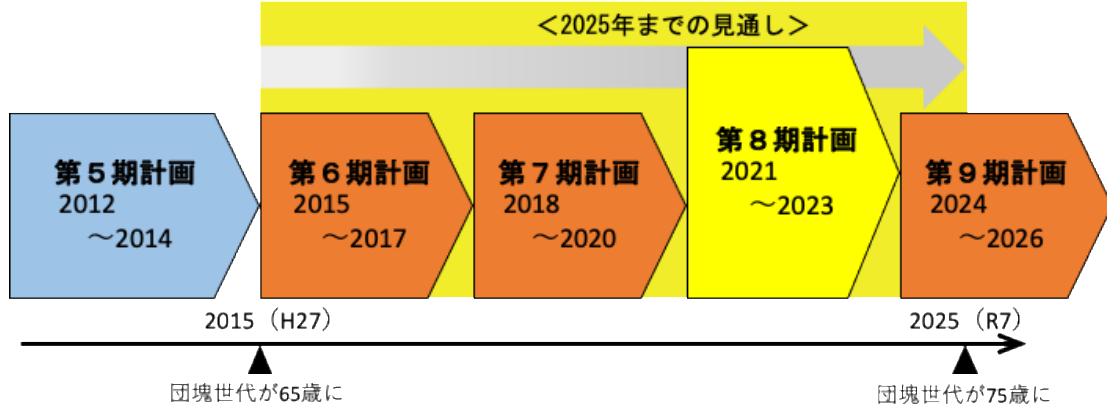 ＜2025年までの見通し＞
第５期計画
2012
～2014
第６期計画
2015
～2017
第７期計画
2018
～2020
第８期計画
2021
～2023
第９期計画
2024
～2026
2015（H27）
2025（R7）
団塊世代が65歳に
団塊世代が75歳に